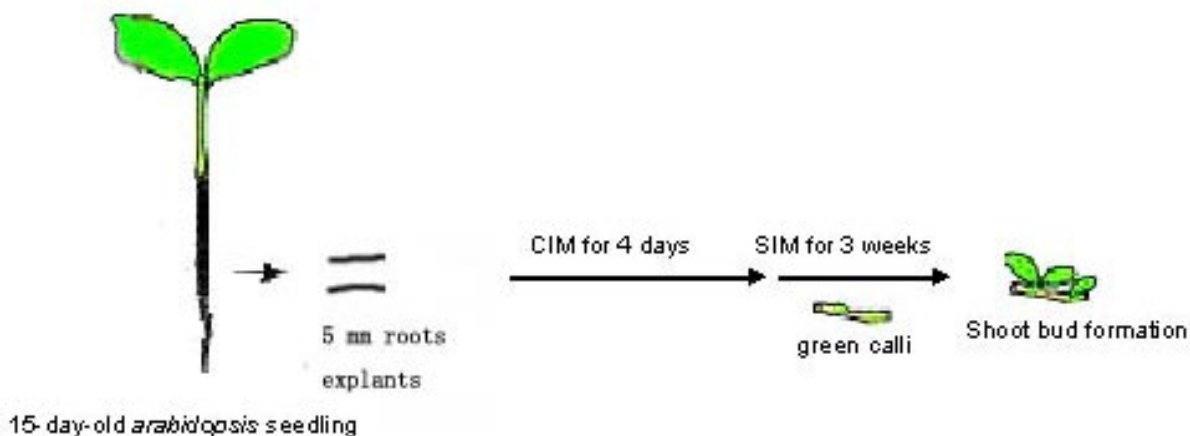 CIM for 4 days
SIM for 3 weeks
5 mm roots
explants
green calli
Shoot bud formation
15-day-old arabidopsis seedling